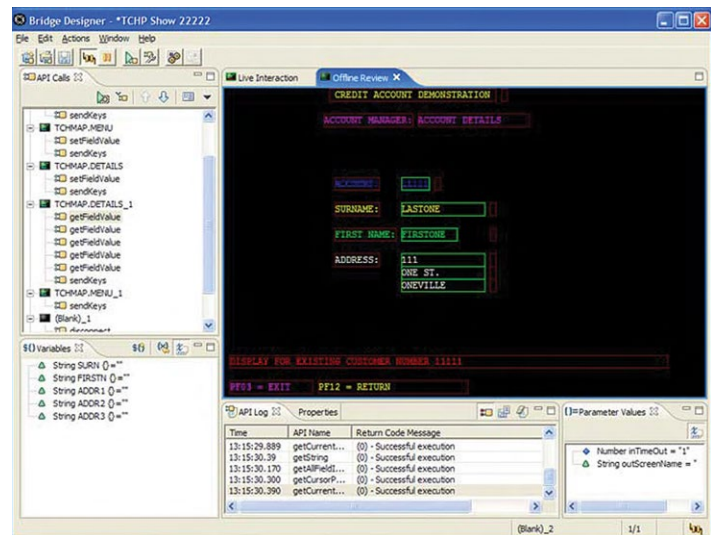 Bridge Designer - *TCHP Show 22222
File Edit Actions Window Help
API Calls
sendKeys
TCHMAP.MENU
setFieldValue
sendKeys
TCHMAP.DETAILS
setFieldValue
sendKeys
TCHMAP.DETAILS_1
getFieldValue
getFieldValue
getFieldValue
getFieldValue
getFieldValue
sendKeys
TCHMAP.MENU_1
sendKeys
(Blank)_1
disconnect
Variables
String SURN {}=""
String FIRSTN {}=""
String ADDR1 {}=""
String ADDR2 {}=""
String ADDR3 {}=""
Live Interaction Offline Review
CREDIT ACCOUNT DEMONSTRATION
ACCOUNT MANAGER: ACCOUNT DETAILS
ACCOUNT: 11111
SURNAME: LASTONE
FIRST NAME: FIRSTONE
ADDRESS: 111
ONE ST.
ONEVILLE
DISPLAY FOR EXISTING CUSTOMER NUMBER 11111
PF03 = EXIT PF12 = RETURN
API Log Properties
Time API Name Return Code Message
13:15:29.889 getCurrent... (0) - Successful execution
13:15:30.39 getString (0) - Successful execution
13:15:30.170 getAllFieldI... (0) - Successful execution
13:15:30.300 getCursorP... (0) - Successful execution
13:15:30.390 getCurrent... (0) - Successful execution
()=Parameter Values
Number inTimeOut = "1"
String outScreenName = "
(Blank)_2 1/1